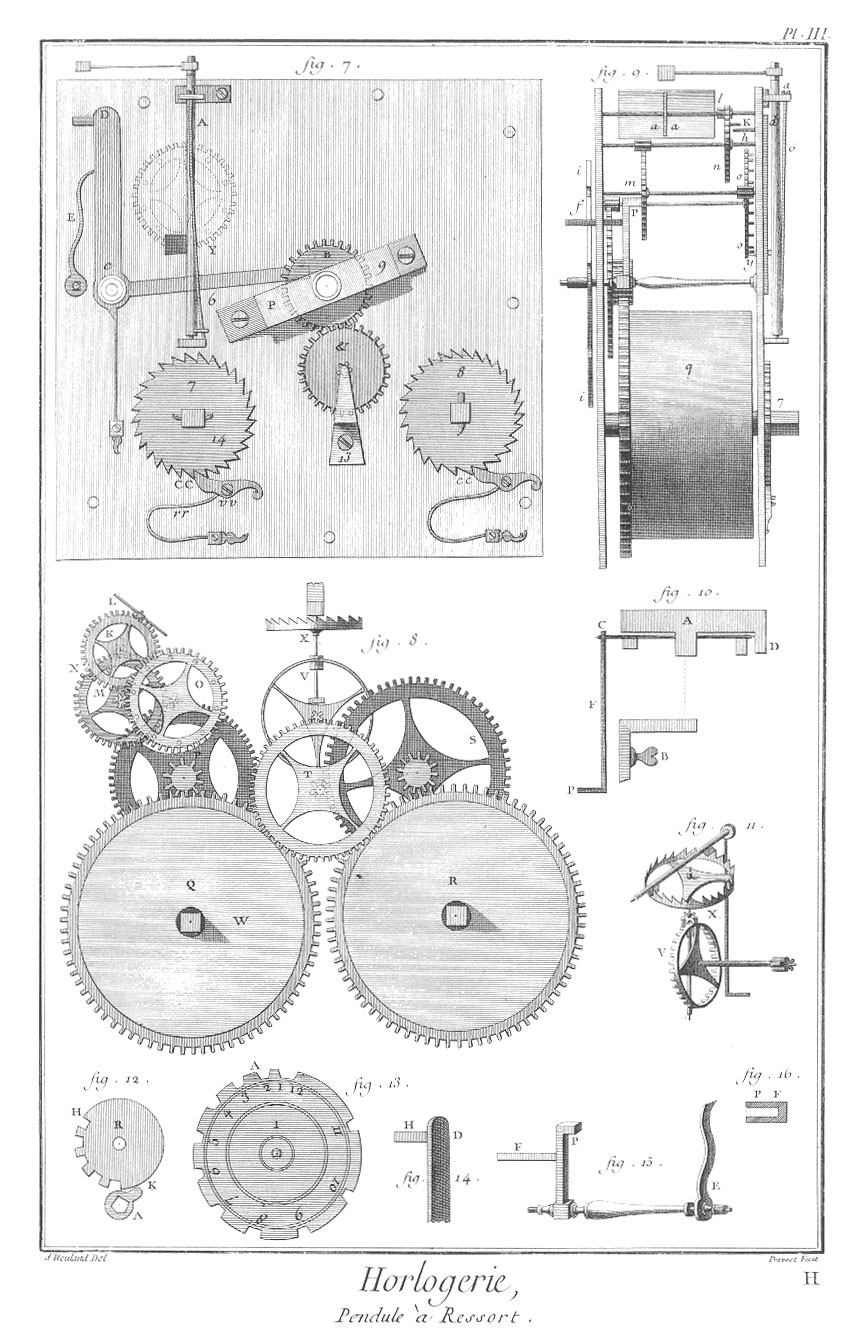 Pl. III.
fig. 7.
D
A
E
Y
c
G
6
B
P
9
&
7
14
8
13
CC
vv
rr
cc
fig. 9.
a
l
d
a a
K
h
o
n
i
m
o
f
P
o
y
q
i
7
fig. 8.
L
K
N
M
O
X
V
S
T
Q
W
R
fig. 10.
C
A
D
F
B
P
fig. 11.
X
V
fig. 12.
H
R
K
A
fig. 13.
A
3 2 1 12
4
11
5
1
6
10
7
8
9
H
D
fig. 14.
F
P
fig. 15.
E
fig. 16.
P F
Prevost Fecit
H
Horlogerie,
Pendule à Ressort.